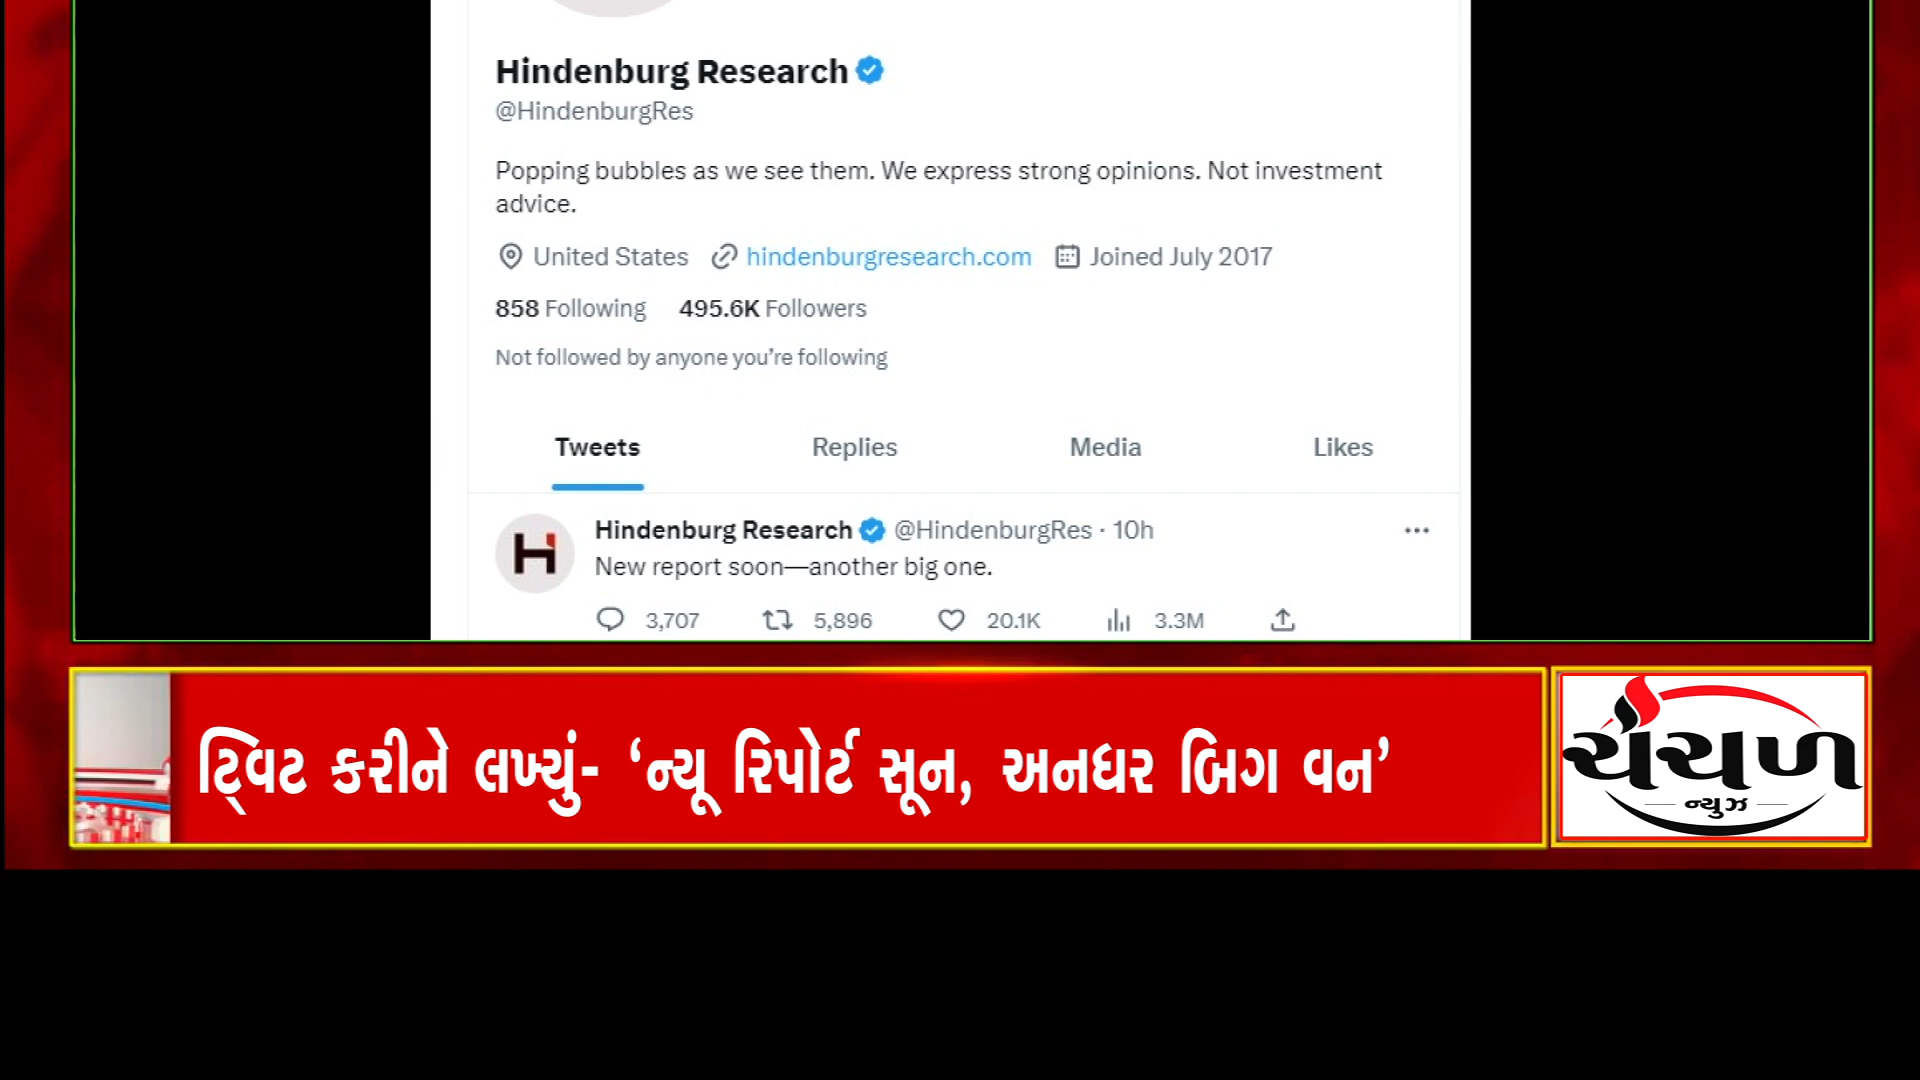 Hindenburg Research
@HindenburgRes
Popping bubbles as we see them. We express strong opinions. Not investment
advice.
United States hindenburgresearch.com Joined July 2017
858 Following 495.6K Followers
Not followed by anyone you’re following
Tweets Replies Media Likes
Hindenburg Research @HindenburgRes · 10h
New report soon—another big one.
3,707 5,896 20.1K 3.3M
ટ્વિટ કરીને લખ્યું- ‘ન્યૂ રિપોર્ટ સૂન, અનધર બિગ વન’
ચંચળ
ન્યુઝ